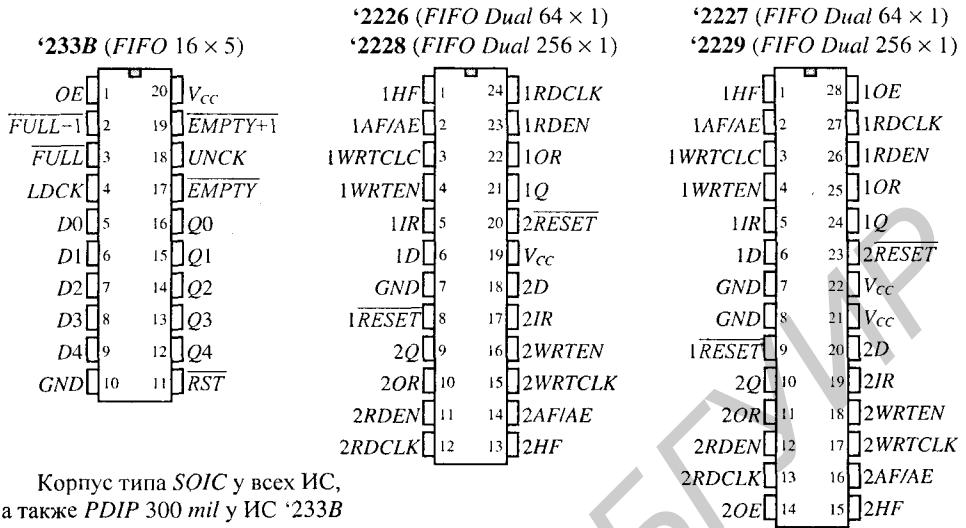 ‘233B (FIFO 16 × 5)
OE 1 20 VCC
FULL–1 2 19 EMPTY+1
FULL 3 18 UNCK
LDCK 4 17 EMPTY
D0 5 16 Q0
D1 6 15 Q1
D2 7 14 Q2
D3 8 13 Q3
D4 9 12 Q4
GND 10 11 RST
Корпус типа SOIC у всех ИС,
а также PDIP 300 mil у ИС ‘233B
‘2226 (FIFO Dual 64 × 1)
‘2228 (FIFO Dual 256 × 1)
1HF 1 24 1RDCLK
1AF/AE 2 23 1RDEN
1WRTCLC 3 22 1OR
1WRTEN 4 21 1Q
1IR 5 20 2RESET
1D 6 19 VCC
GND 7 18 2D
1RESET 8 17 2IR
2Q 9 16 2WRTEN
2OR 10 15 2WRTCLK
2RDEN 11 14 2AF/AE
2RDCLK 12 13 2HF
‘2227 (FIFO Dual 64 × 1)
‘2229 (FIFO Dual 256 × 1)
1HF 1 28 1OE
1AF/AE 2 27 1RDCLK
1WRTCLC 3 26 1RDEN
1WRTEN 4 25 1OR
1IR 5 24 1Q
1D 6 23 2RESET
GND 7 22 VCC
GND 8 21 VCC
1RESET 9 20 2D
2Q 10 19 2IR
2OR 11 18 2WRTEN
2RDEN 12 17 2WRTCLK
2RDCLK 13 16 2AF/AE
2OE 14 15 2HF
БГУИР